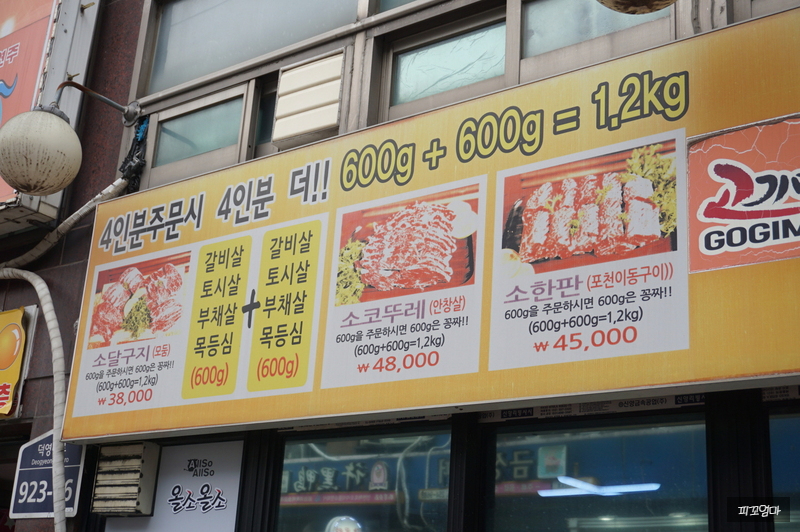 4인분주문시 4인분 더!! 600g + 600g = 1,2kg
소달구지 (모둠)
600g을 주문하시면 600g은 꽁짜!!
(600g+600g=1,2kg)
₩ 38,000
갈비살
토시살
부채살
목등심
(600g)
+
갈비살
토시살
부채살
목등심
(600g)
소코뚜레 (안창살)
600g을 주문하시면 600g은 꽁짜!!
(600g+600g=1,2kg)
₩ 48,000
소한판 (포천이동구이))
600g을 주문하시면 600g은 꽁짜!!
(600g+600g=1,2kg)
₩ 45,000
고기
GOGIM
덕영
Deogyeong
923-
AllSo
AllSo
올소올소
피꼬엄마